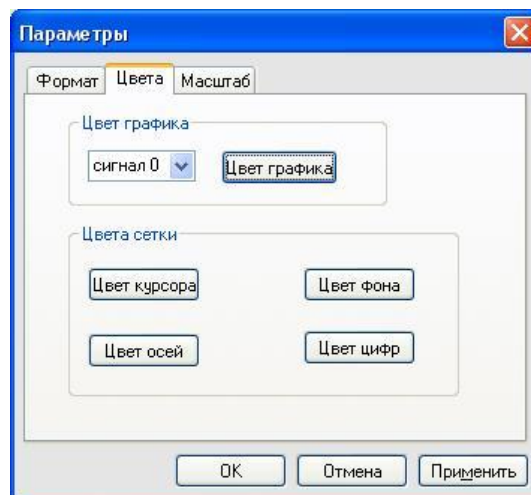 Параметры
Формат Цвета Масштаб
Цвет графика
сигнал 0 Цвет графика
Цвета сетки
Цвет курсора Цвет фона
Цвет осей Цвет цифр
OK Отмена Применить